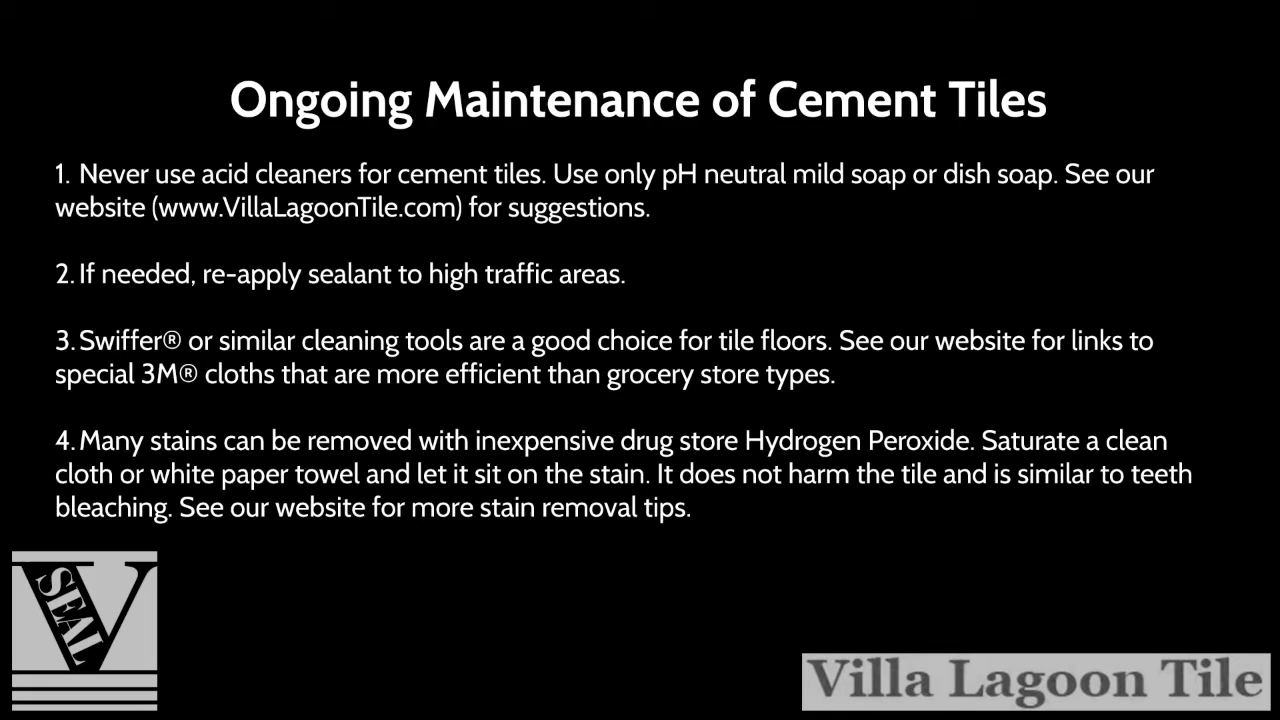 Ongoing Maintenance of Cement Tiles
1. Never use acid cleaners for cement tiles. Use only pH neutral mild soap or dish soap. See our
website (www.VillaLagoonTile.com) for suggestions.
2. If needed, re-apply sealant to high traffic areas.
3. Swiffer® or similar cleaning tools are a good choice for tile floors. See our website for links to
special 3M® cloths that are more efficient than grocery store types.
4. Many stains can be removed with inexpensive drug store Hydrogen Peroxide. Saturate a clean
cloth or white paper towel and let it sit on the stain. It does not harm the tile and is similar to teeth
bleaching. See our website for more stain removal tips.
V SEAL
Villa Lagoon Tile